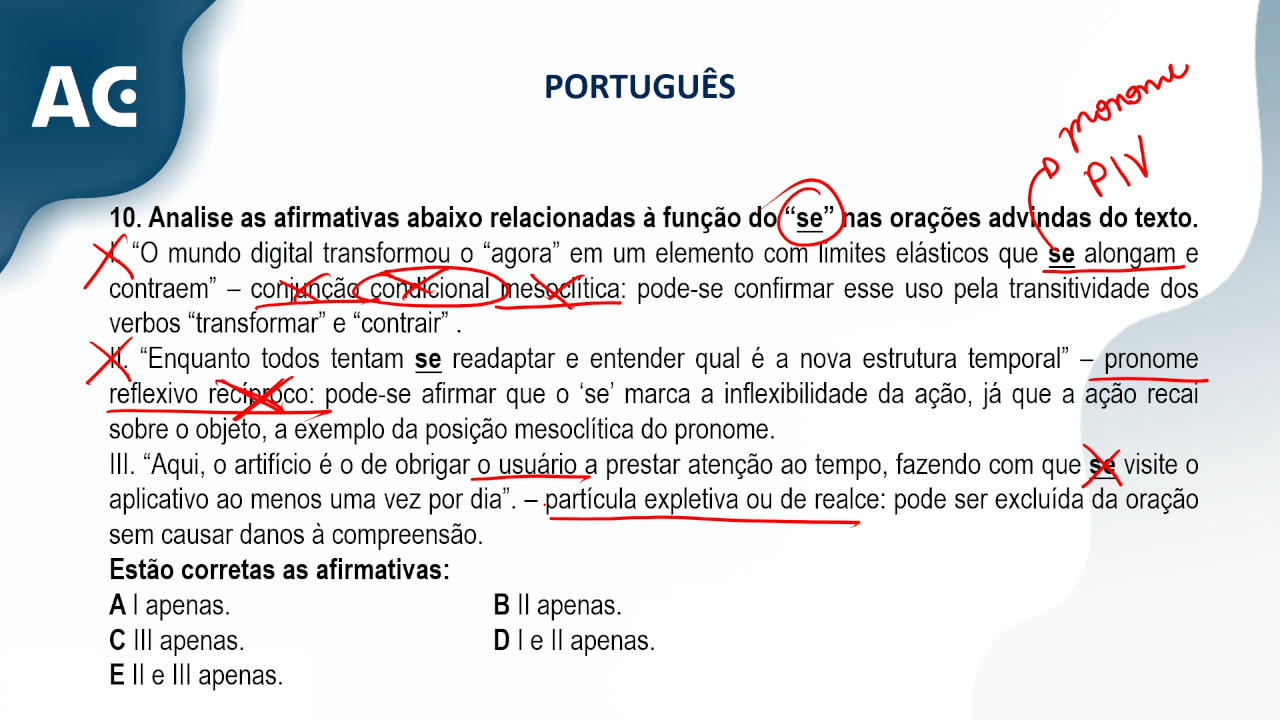 AC
PORTUGUÊS
pronome
PIV
10. Analise as afirmativas abaixo relacionadas à função do “se” nas orações advindas do texto.
I. “O mundo digital transformou o “agora” em um elemento com limites elásticos que se alongam e
contraem” – conjunção condicional mesoclítica: pode-se confirmar esse uso pela transitividade dos
verbos “transformar” e “contrair” .
II. “Enquanto todos tentam se readaptar e entender qual é a nova estrutura temporal” – pronome
reflexivo recíproco: pode-se afirmar que o ‘se’ marca a inflexibilidade da ação, já que a ação recai
sobre o objeto, a exemplo da posição mesoclítica do pronome.
III. “Aqui, o artifício é o de obrigar o usuário a prestar atenção ao tempo, fazendo com que se visite o
aplicativo ao menos uma vez por dia”. – partícula expletiva ou de realce: pode ser excluída da oração
sem causar danos à compreensão.
Estão corretas as afirmativas:
A I apenas. B II apenas.
C III apenas. D I e II apenas.
E II e III apenas.